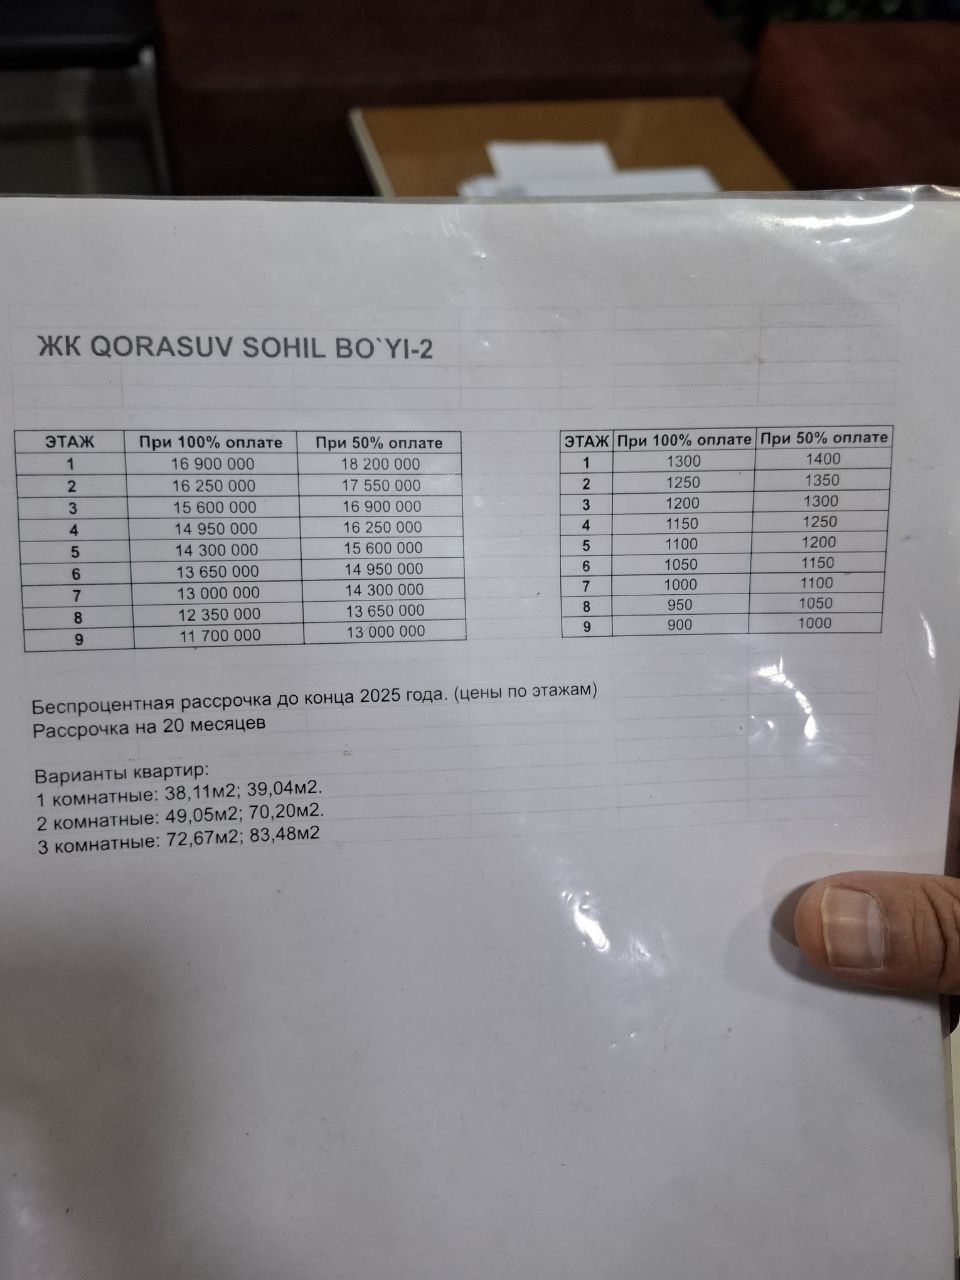 ЖК QORASUV SOHIL BO`YI-2
ЭТАЖ При 100% оплате При 50% оплате
1 16 900 000 18 200 000
2 16 250 000 17 550 000
3 15 600 000 16 900 000
4 14 950 000 16 250 000
5 14 300 000 15 600 000
6 13 650 000 14 950 000
7 13 000 000 14 300 000
8 12 350 000 13 650 000
9 11 700 000 13 000 000
ЭТАЖ При 100% оплате При 50% оплате
1 1300 1400
2 1250 1350
3 1200 1300
4 1150 1250
5 1100 1200
6 1050 1150
7 1000 1100
8 950 1050
9 900 1000
Беспроцентная рассрочка до конца 2025 года. (цены по этажам)
Рассрочка на 20 месяцев
Варианты квартир:
1 комнатные: 38,11м2; 39,04м2.
2 комнатные: 49,05м2; 70,20м2.
3 комнатные: 72,67м2; 83,48м2